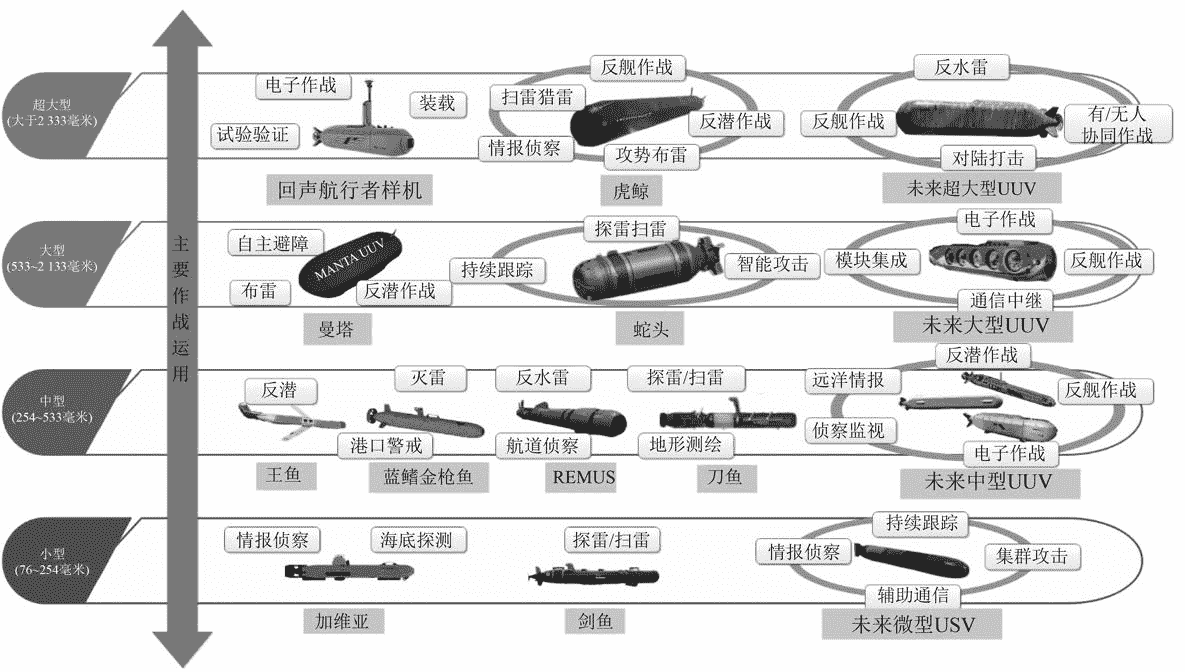 超大型
(大于2 333毫米)
电子作战
装载
试验验证
回声航行者样机
反舰作战
扫雷猎雷
反潜作战
情报侦察
攻势布雷
虎鲸
反水雷
反舰作战
有/无人
协同作战
对陆打击
未来超大型UUV
主要作战运用
大型
(533~2 133毫米)
自主避障
MANTA UUV
布雷
反潜作战
曼塔
探雷扫雷
持续跟踪
智能攻击
蛇头
电子作战
模块集成
反舰作战
通信中继
未来大型UUV
中型
(254~533毫米)
反潜
王鱼
灭雷
港口警戒
蓝鳍金枪鱼
反水雷
航道侦察
REMUS
探雷/扫雷
地形测绘
刀鱼
反潜作战
远洋情报
反舰作战
侦察监视
电子作战
未来中型UUV
小型
(76~254毫米)
情报侦察
海底探测
加维亚
探雷/扫雷
剑鱼
持续跟踪
情报侦察
集群攻击
辅助通信
未来微型USV